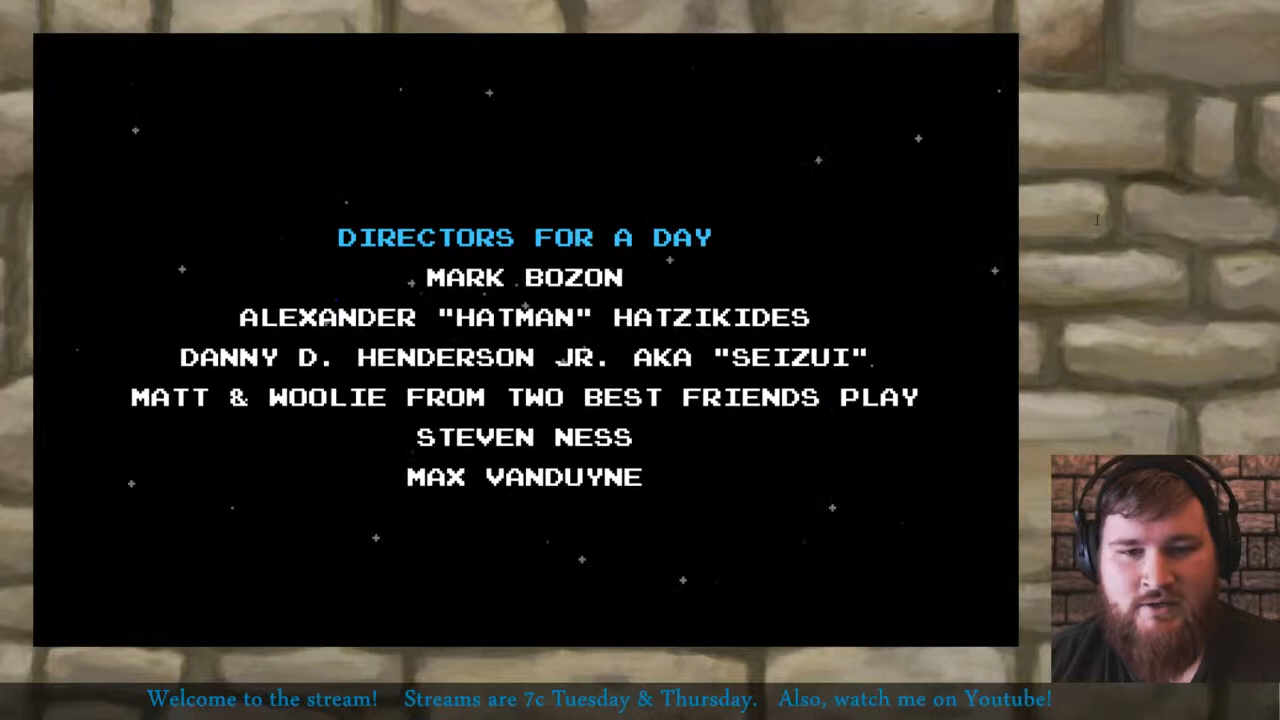 DIRECTORS FOR A DAY
MARK BOZON
ALEXANDER "HATMAN" HATZIKIDES
DANNY D. HENDERSON JR. AKA "SEIZUI"
MATT & WOOLIE FROM TWO BEST FRIENDS PLAY
STEVEN NESS
MAX VANDUYNE
Welcome to the stream! Streams are 7c Tuesday & Thursday. Also, watch me on Youtube!